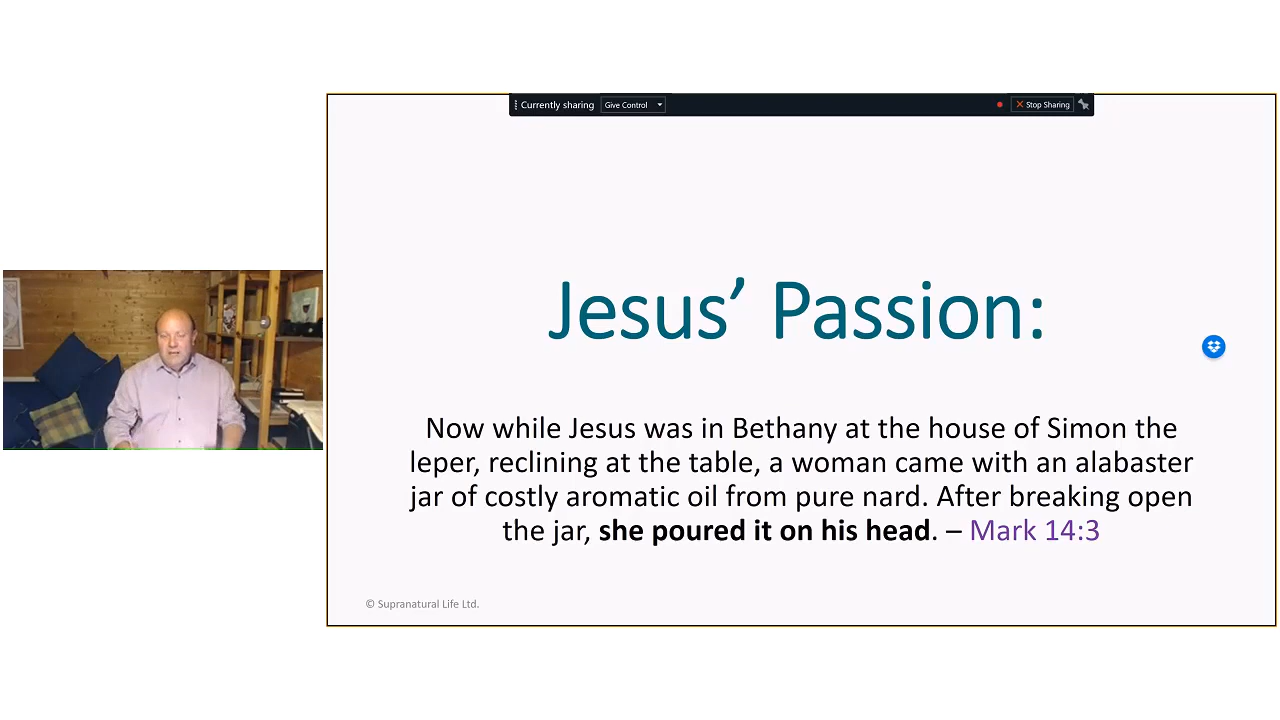 Currently sharing Give Control Stop Sharing
Jesus’ Passion:
Now while Jesus was in Bethany at the house of Simon the
leper, reclining at the table, a woman came with an alabaster
jar of costly aromatic oil from pure nard. After breaking open
the jar, she poured it on his head. – Mark 14:3
© Supranatural Life Ltd.